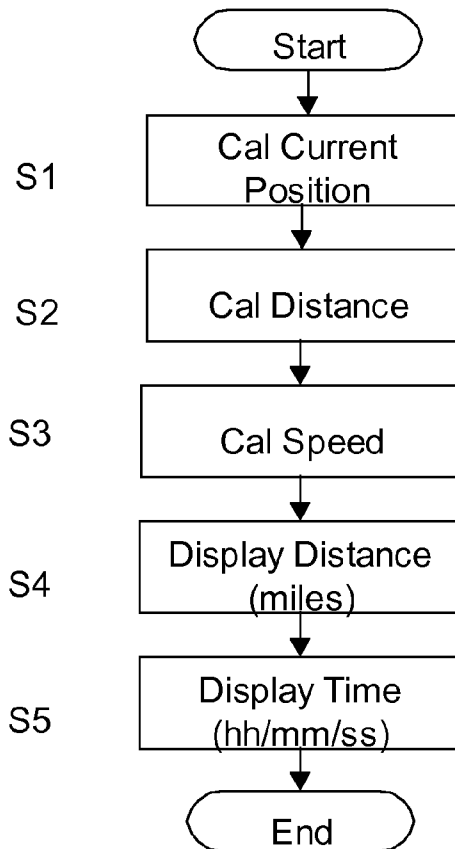 Start
S1
Cal Current
Position
S2
Cal Distance
S3
Cal Speed
S4
Display Distance
(miles)
S5
Display Time
(hh/mm/ss)
End